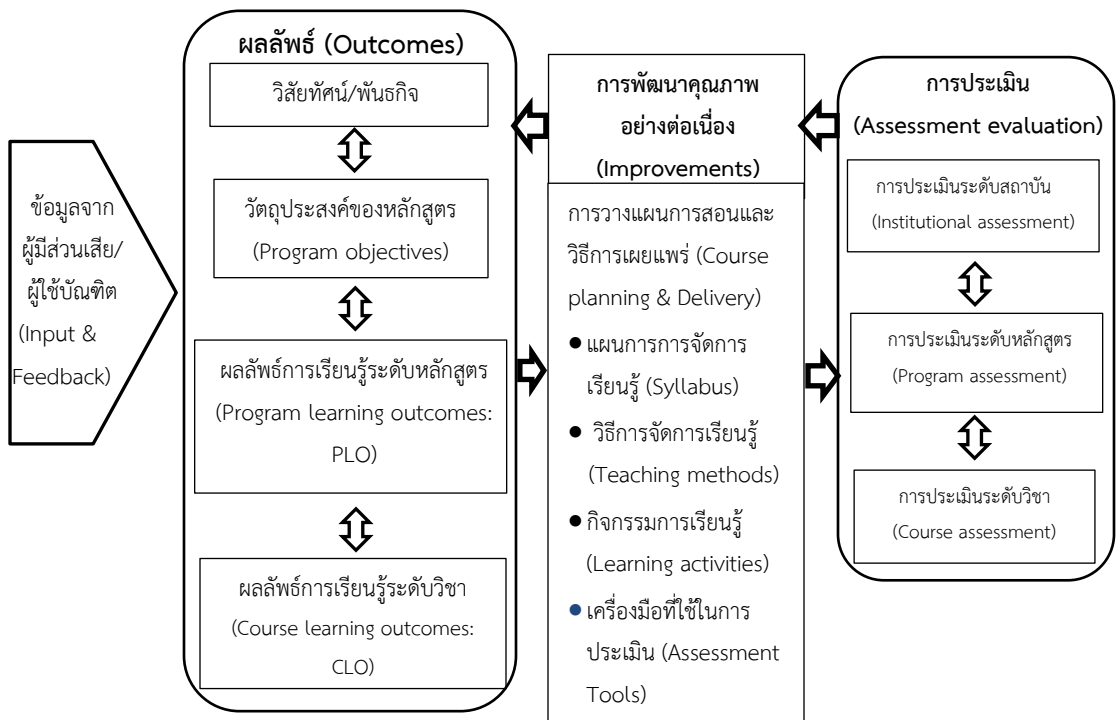 ข้อมูลจาก
ผู้มีส่วนเสีย/
ผู้ใช้บัณฑิต
(Input &
Feedback)
ผลลัพธ์ (Outcomes)
วิสัยทัศน์/พันธกิจ
วัตถุประสงค์ของหลักสูตร
(Program objectives)
ผลลัพธ์การเรียนรู้ระดับหลักสูตร
(Program learning outcomes:
PLO)
ผลลัพธ์การเรียนรู้ระดับวิชา
(Course learning outcomes:
CLO)
การพัฒนาคุณภาพ
อย่างต่อเนื่อง
(Improvements)
การวางแผนการสอนและ
วิธีการเผยแพร่ (Course
planning & Delivery)
● แผนการการจัดการ
เรียนรู้ (Syllabus)
● วิธีการจัดการเรียนรู้
(Teaching methods)
● กิจกรรมการเรียนรู้
(Learning activities)
● เครื่องมือที่ใช้ในการ
ประเมิน (Assessment
Tools)
การประเมิน
(Assessment evaluation)
การประเมินระดับสถาบัน
(Institutional assessment)
การประเมินระดับหลักสูตร
(Program assessment)
การประเมินระดับวิชา
(Course assessment)